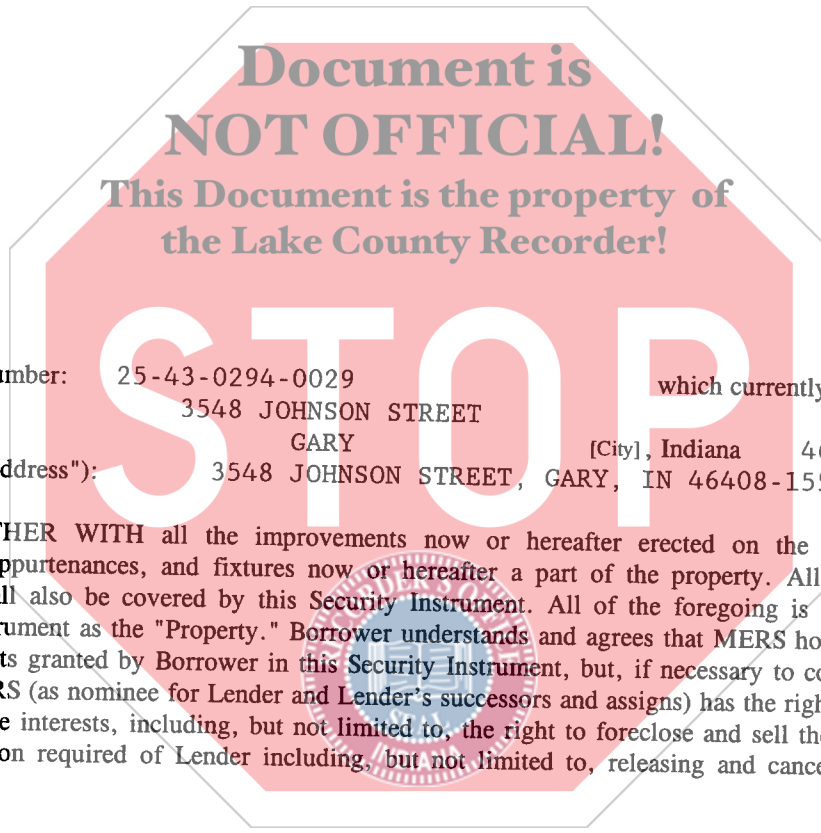 Document is
NOT OFFICIAL!
This Document is the property of
the Lake County Recorder!
STOP
umber: 25-43-0294-0029 which currently
3548 JOHNSON STREET
GARY [City], Indiana 46
ddress"): 3548 JOHNSON STREET, GARY, IN 46408-155
THER WITH all the improvements now or hereafter erected on the
ppurtenances, and fixtures now or hereafter a part of the property. All
ll also be covered by this Security Instrument. All of the foregoing is
rument as the "Property." Borrower understands and agrees that MERS ho
ts granted by Borrower in this Security Instrument, but, if necessary to co
RS (as nominee for Lender and Lender's successors and assigns) has the righ
e interests, including, but not limited to, the right to foreclose and sell the
on required of Lender including, but not limited to, releasing and cance
SEAL
INDIANA